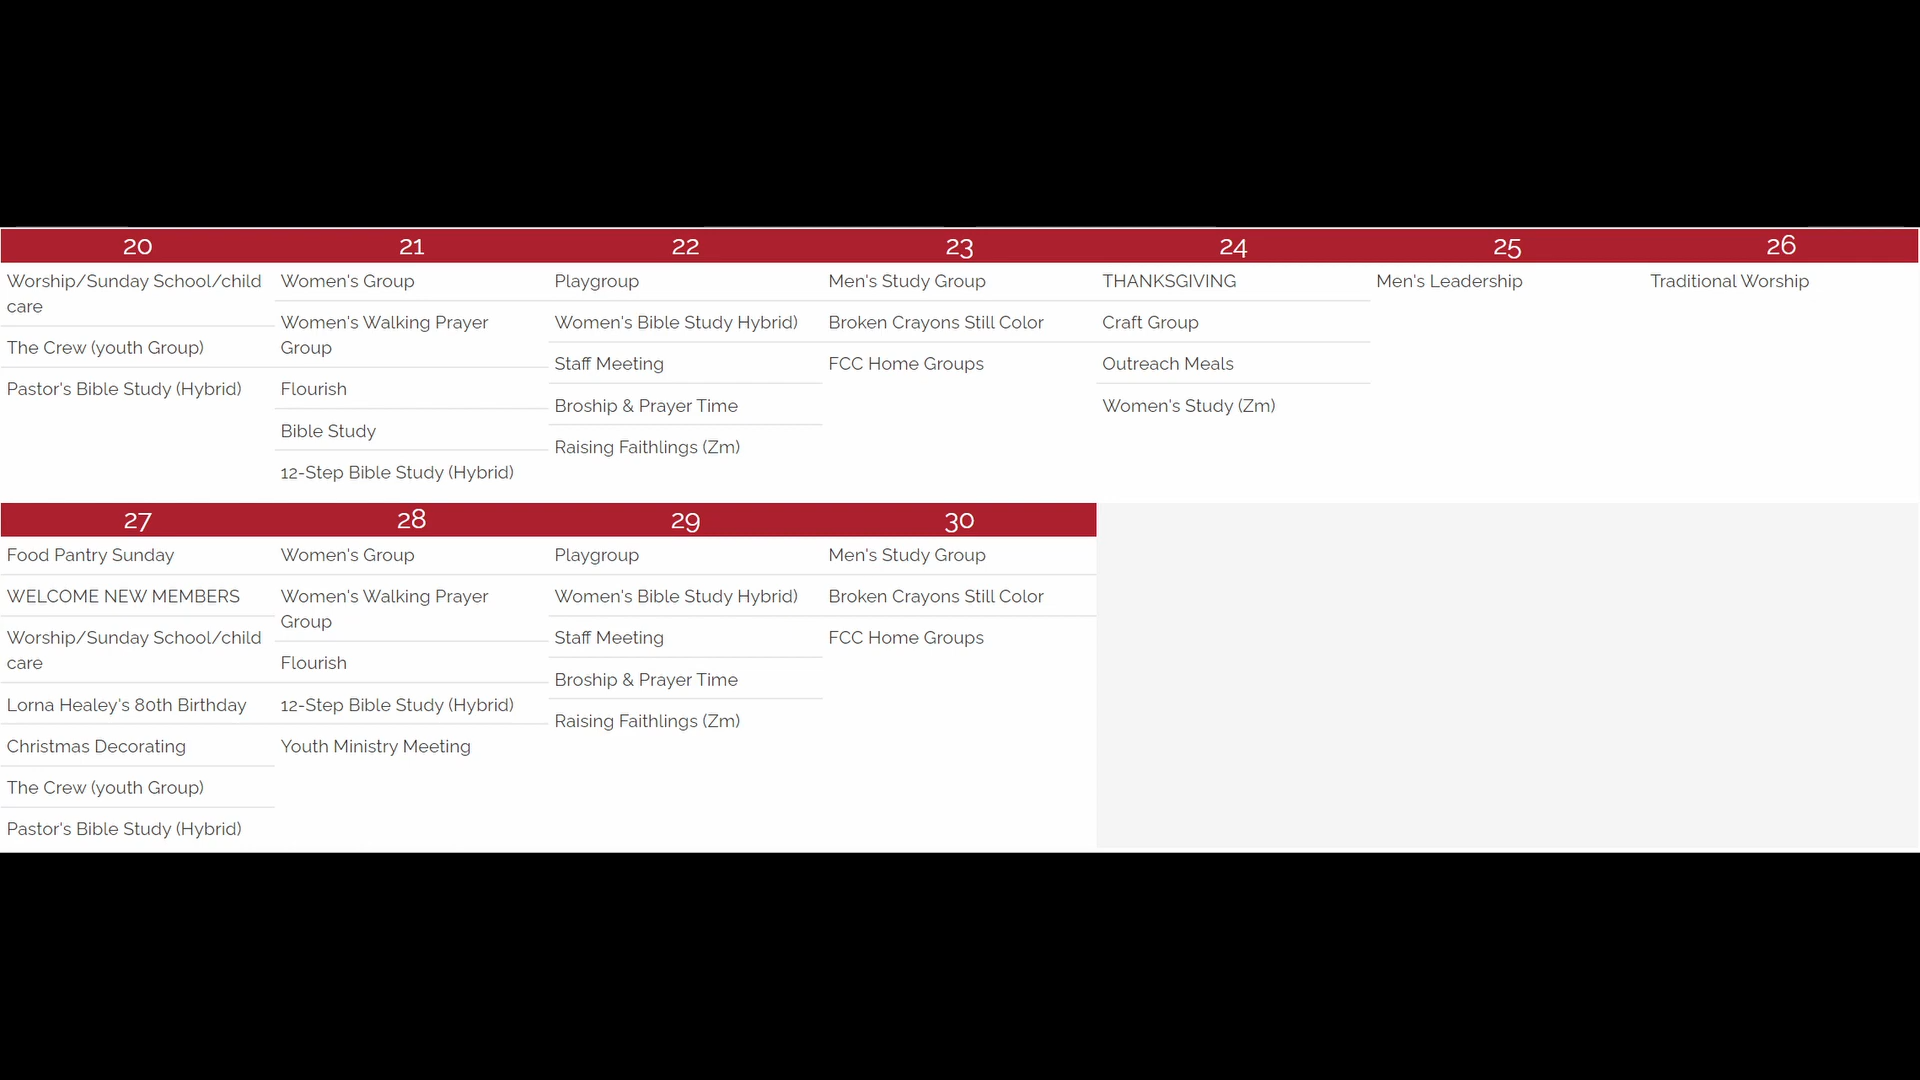 20
Worship/Sunday School/child
care
The Crew (youth Group)
Pastor's Bible Study (Hybrid)
21
Women's Group
Women's Walking Prayer
Group
Flourish
Bible Study
12-Step Bible Study (Hybrid)
22
Playgroup
Women's Bible Study Hybrid)
Staff Meeting
Broship & Prayer Time
Raising Faithlings (Zm)
23
Men's Study Group
Broken Crayons Still Color
FCC Home Groups
24
THANKSGIVING
Craft Group
Outreach Meals
Women's Study (Zm)
25
Men's Leadership
26
Traditional Worship
27
Food Pantry Sunday
WELCOME NEW MEMBERS
Worship/Sunday School/child
care
Lorna Healey's 80th Birthday
Christmas Decorating
The Crew (youth Group)
Pastor's Bible Study (Hybrid)
28
Women's Group
Women's Walking Prayer
Group
Flourish
12-Step Bible Study (Hybrid)
Youth Ministry Meeting
29
Playgroup
Women's Bible Study Hybrid)
Staff Meeting
Broship & Prayer Time
Raising Faithlings (Zm)
30
Men's Study Group
Broken Crayons Still Color
FCC Home Groups